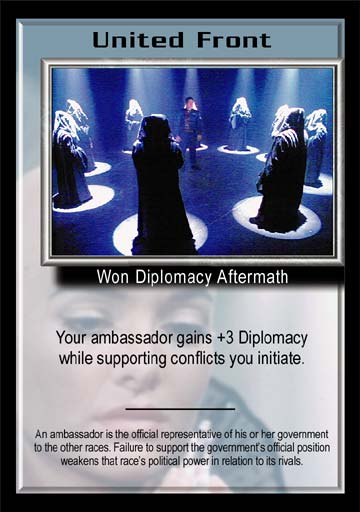 United Front
Won Diplomacy Aftermath
Your ambassador gains +3 Diplomacy
while supporting conflicts you initiate.
An ambassador is the official representative of his or her government
to the other races. Failure to support the government's official position
weakens that race's political power in relation to its rivals.